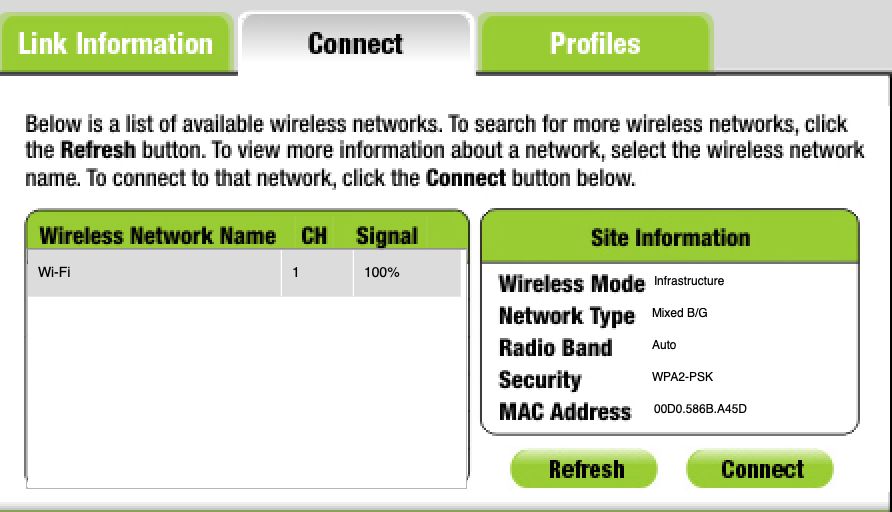 Link Information Connect Profiles
Below is a list of available wireless networks. To search for more wireless networks, click
the Refresh button. To view more information about a network, select the wireless network
name. To connect to that network, click the Connect button below.
Wireless Network Name CH Signal
Wi-Fi 1 100%
Site Information
Wireless Mode Infrastructure
Network Type Mixed B/G
Radio Band Auto
Security WPA2-PSK
MAC Address 00D0.586B.A45D
Refresh Connect